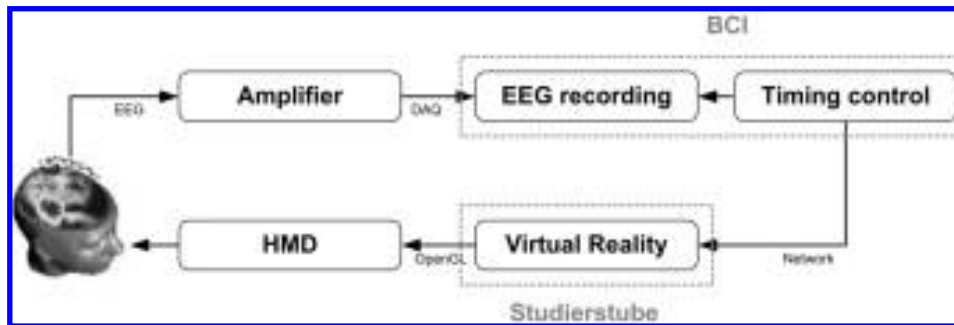 BCI
Amplifier
EEG recording
Timing control
EEG
DAQ
HMD
Virtual Reality
OpenGL
Network
Studierstube